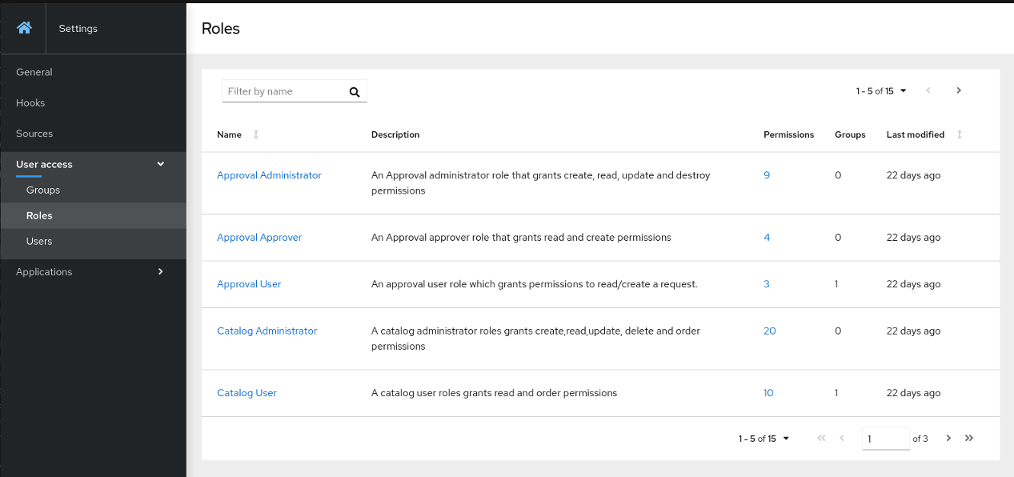 Settings
Roles
General
Hooks
Sources
User access
Groups
Roles
Users
Applications
Filter by name
1 - 5 of 15
Name Description Permissions Groups Last modified
Approval Administrator An Approval administrator role that grants create, read, update and destroy 9 0 22 days ago
permissions
Approval Approver An Approval approver role that grants read and create permissions 4 0 22 days ago
Approval User An approval user role which grants permissions to read/create a request. 3 1 22 days ago
Catalog Administrator A catalog administrator roles grants create,read,update, delete and order 20 0 22 days ago
permissions
Catalog User A catalog user roles grants read and order permissions 10 1 22 days ago
1 - 5 of 15 1 of 3